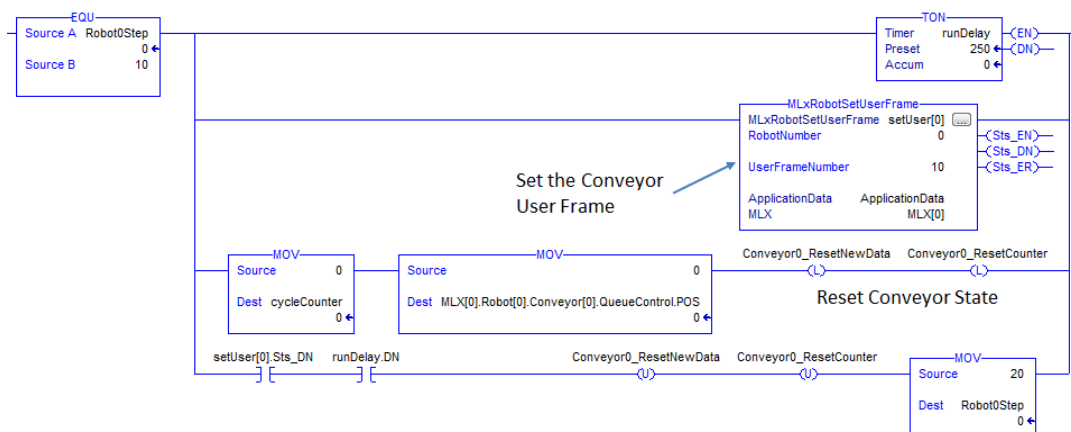 EQU
Source A Robot0Step
0
Source B 10
TON
Timer runDelay
Preset 250
Accum 0
(EN)
(DN)
MLxRobotSetUserFrame
MLxRobotSetUserFrame setUser[0] ...
RobotNumber 0
UserFrameNumber 10
ApplicationData ApplicationData
MLX MLX[0]
(Sts_EN)
(Sts_DN)
(Sts_ER)
Set the Conveyor
User Frame
MOV
Source 0
Dest cycleCounter
0
MOV
Source 0
Dest MLX[0].Robot[0].Conveyor[0].QueueControl.POS
0
Conveyor0_ResetNewData Conveyor0_ResetCounter
(L) (L)
Reset Conveyor State
setUser[0].Sts_DN runDelay.DN Conveyor0_ResetNewData Conveyor0_ResetCounter
(U) (U)
MOV
Source 20
Dest Robot0Step
0